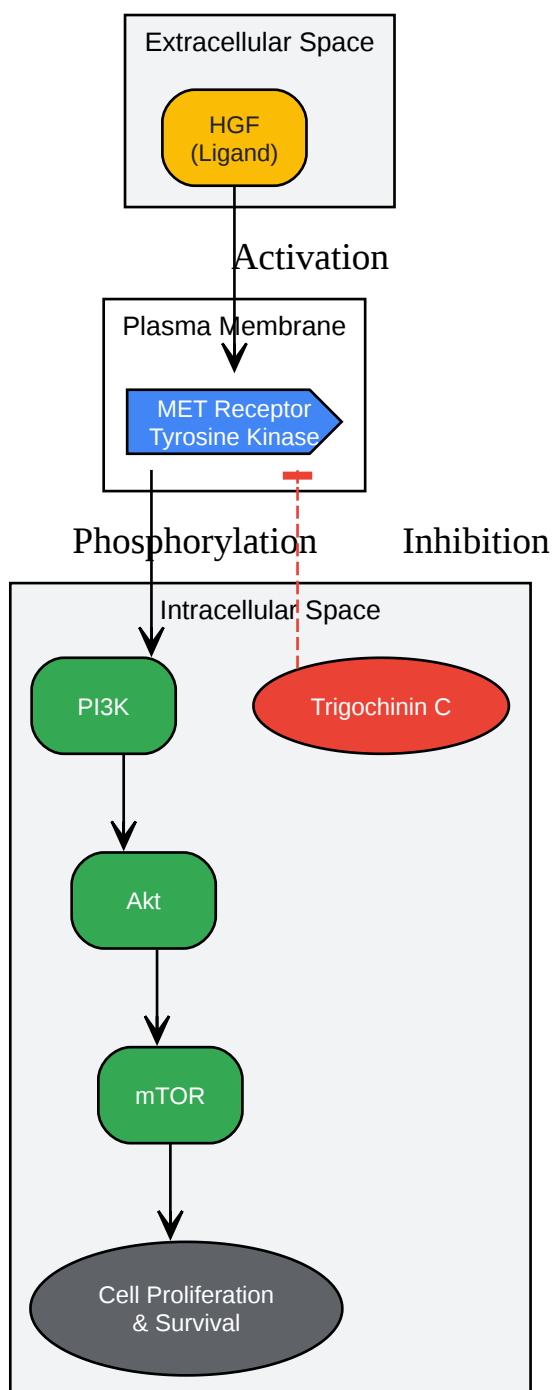 Extracellular Space
HGF
(Ligand)
Activation
Plasma Membrane
MET Receptor
Tyrosine Kinase
Phosphorylation
Inhibition
Intracellular Space
PI3K
Trigochinin C
Akt
mTOR
Cell Proliferation
& Survival